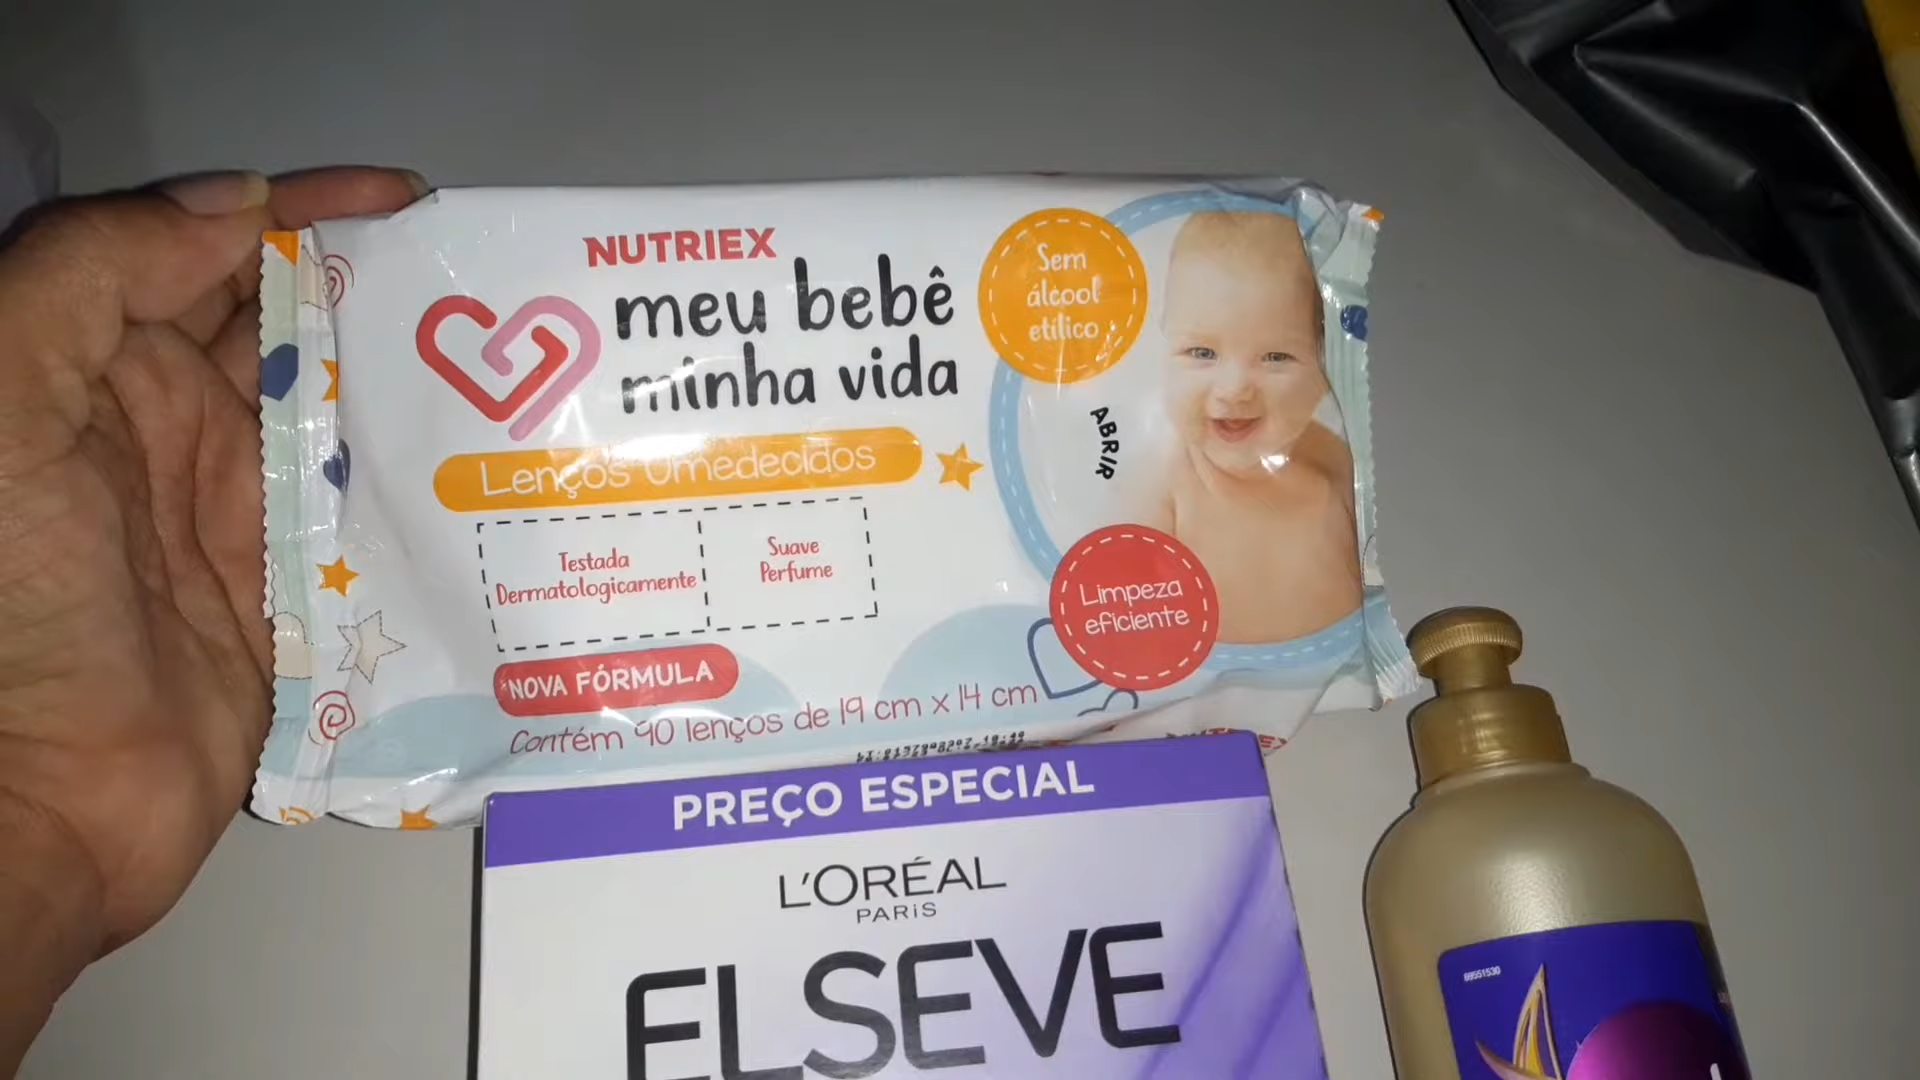 NUTRIEX
meu bebê
minha vida
Lenços Umedecidos
Sem
álcool
etílico
ABRIR
Testada
Dermatologicamente
Suave
Perfume
Limpeza
eficiente
NOVA FÓRMULA
Contém 90 lenços de 19 cm x 14 cm
PREÇO ESPECIAL
L'ORÉAL
PARIS
ELSEVE